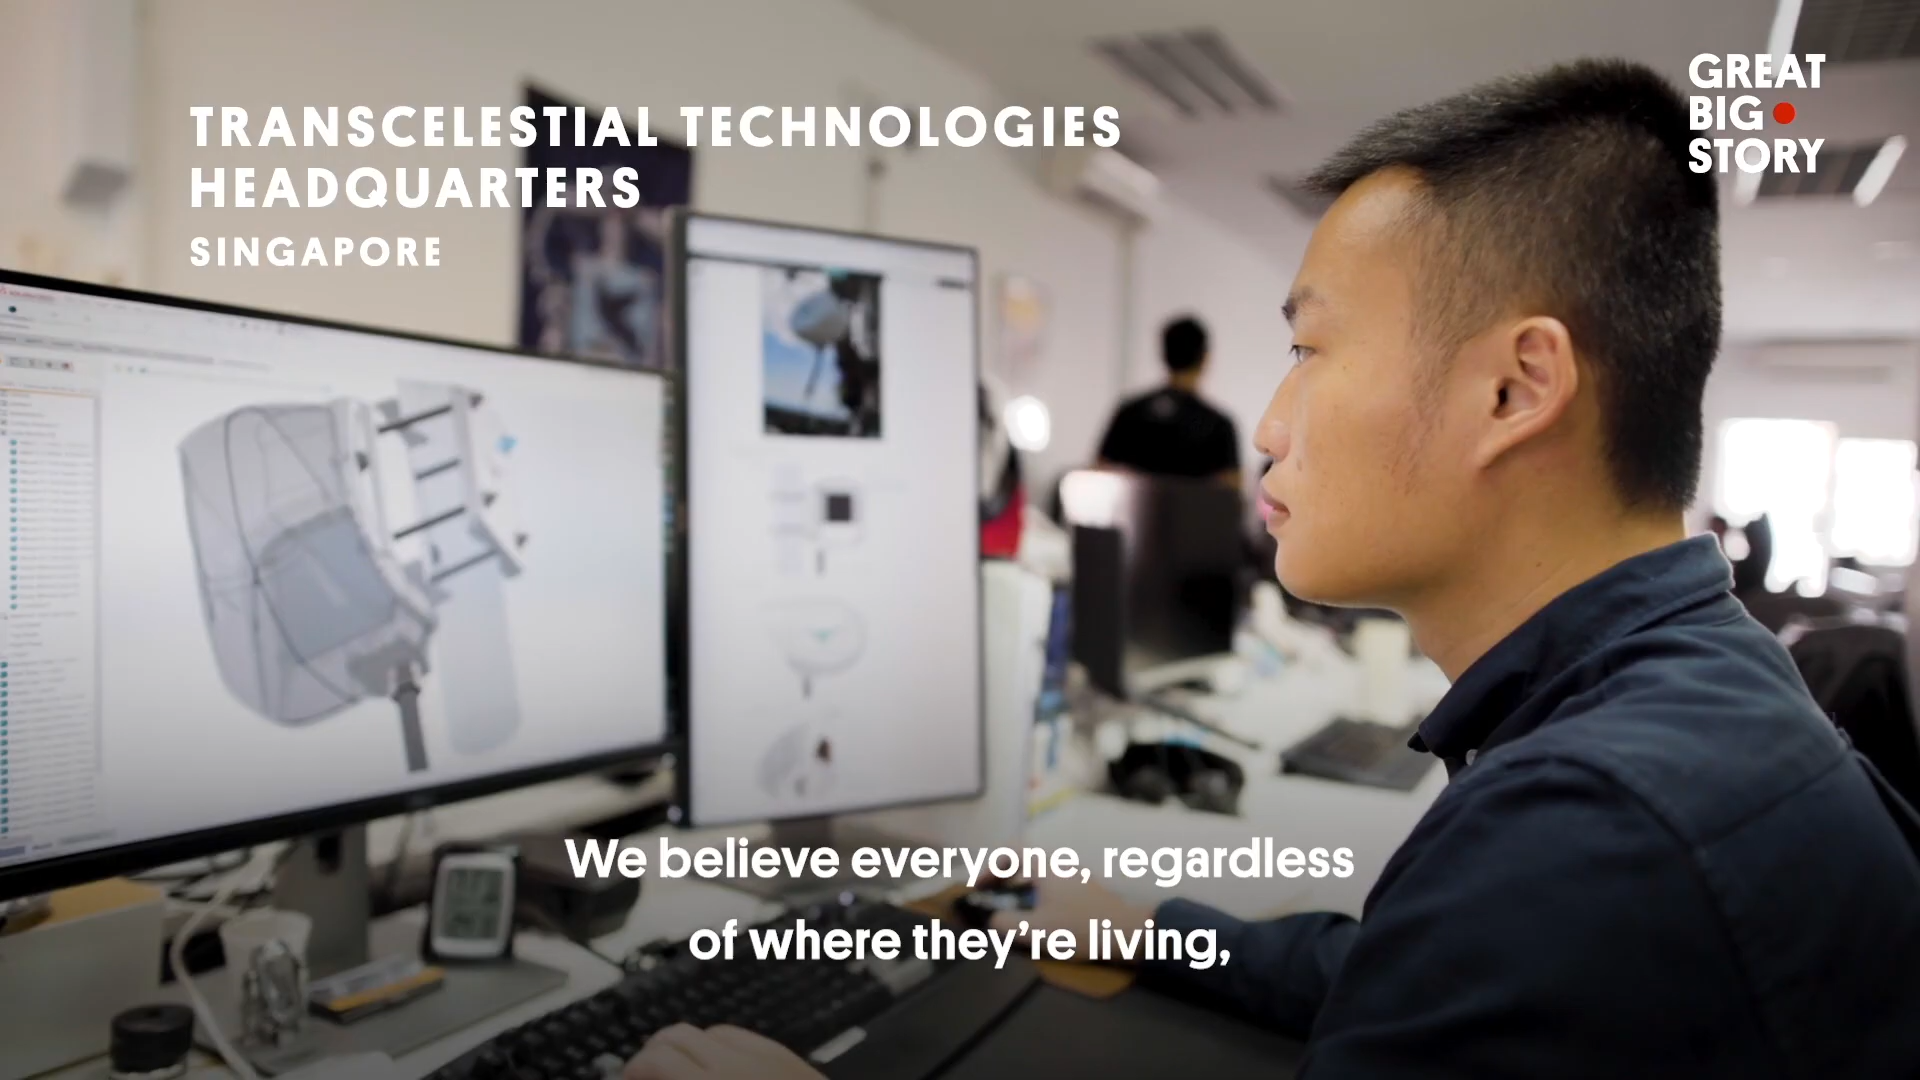 TRANSCELESTIAL TECHNOLOGIES
HEADQUARTERS
SINGAPORE
GREAT
BIG
STORY
We believe everyone, regardless
of where they're living,